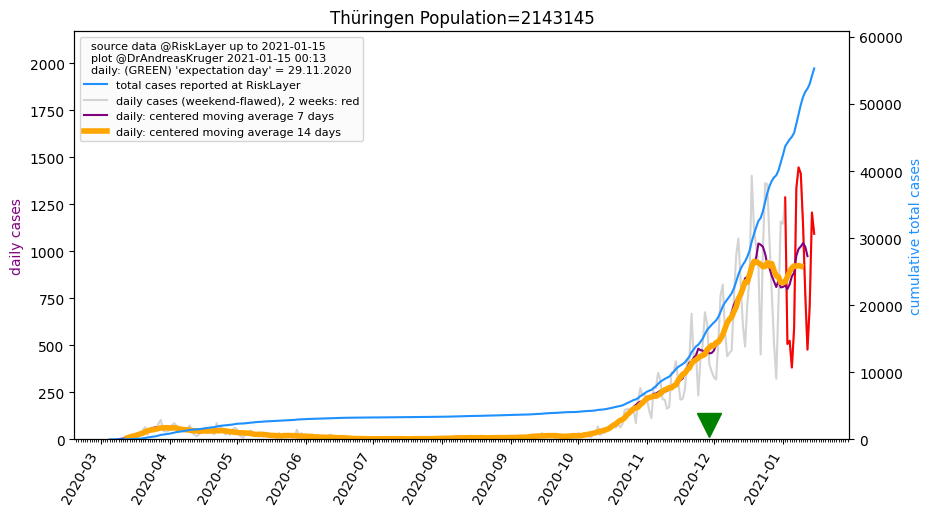 Thüringen Population=2143145
source data @RiskLayer up to 2021-01-15
plot @DrAndreasKruger 2021-01-15 00:13
daily: (GREEN) 'expectation day' = 29.11.2020
total cases reported at RiskLayer
daily cases (weekend-flawed), 2 weeks: red
daily: centered moving average 7 days
daily: centered moving average 14 days
daily cases
2000
1750
1500
1250
1000
750
500
250
0
60000
50000
40000
30000
20000
10000
0
cumulative total cases
2020-03
2020-04
2020-05
2020-06
2020-07
2020-08
2020-09
2020-10
2020-11
2020-12
2021-01